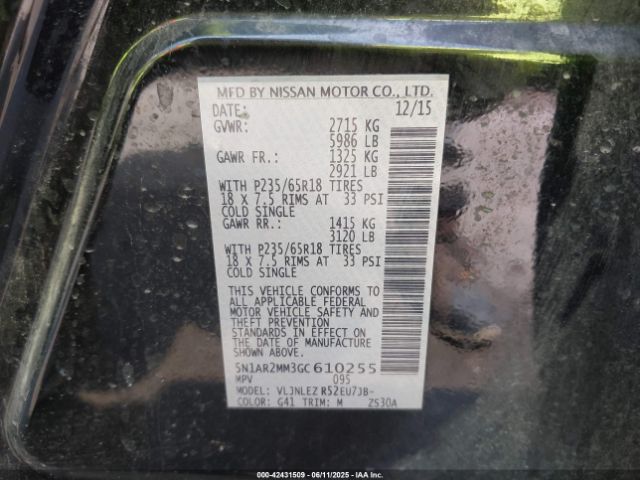 MFD BY NISSAN MOTOR CO., LTD.
DATE: 12/15
GVWR: 2715 KG
5986 LB
GAWR FR.: 1325 KG
2921 LB
WITH P235/65R18 TIRES
18 X 7.5 RIMS AT 33 PSI
COLD SINGLE
GAWR RR.: 1415 KG
3120 LB
WITH P235/65R18 TIRES
18 X 7.5 RIMS AT 33 PSI
COLD SINGLE
THIS VEHICLE CONFORMS TO
ALL APPLICABLE FEDERAL
MOTOR VEHICLE SAFETY AND
THEFT PREVENTION
STANDARDS IN EFFECT ON
THE DATE OF MANUFACTURE
SHOWN ABOVE.
5N1AR2MM3GC610255
MPV 095
MODEL: VLJNLEZ R52EU7JB-
COLOR: G41 TRIM: M ZS30A
000-42431509 - 06/11/2025 - IAAI.COM